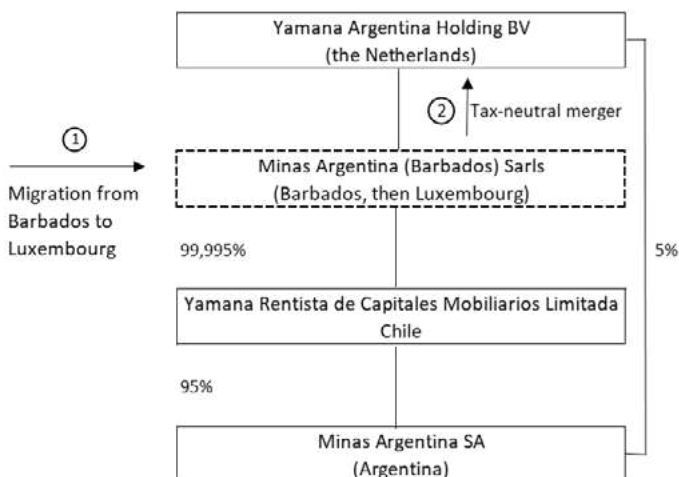 Yamana Argentina Holding BV
(the Netherlands)
2
Tax-neutral merger
1
Migration from
Barbados to
Luxembourg
Minas Argentina (Barbados) Sarls
(Barbados, then Luxembourg)
99,995%
5%
Yamana Rentista de Capitales Mobiliarios Limitada
Chile
95%
Minas Argentina SA
(Argentina)